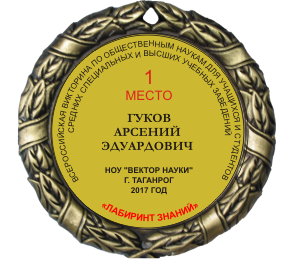 ВСЕРОССИЙСКАЯ ВИКТОРИНА ПО ОБЩЕСТВЕННЫМ НАУКАМ ДЛЯ УЧАЩИХСЯ И СТУДЕНТОВ
СРЕДНИХ СПЕЦИАЛЬНЫХ И ВЫСШИХ УЧЕБНЫХ ЗАВЕДЕНИЙ
1
МЕСТО
ГУКОВ
АРСЕНИЙ
ЭДУАРДОВИЧ
НОУ "ВЕКТОР НАУКИ"
Г. ТАГАНРОГ
2017 ГОД
«ЛАБИРИНТ ЗНАНИЙ»